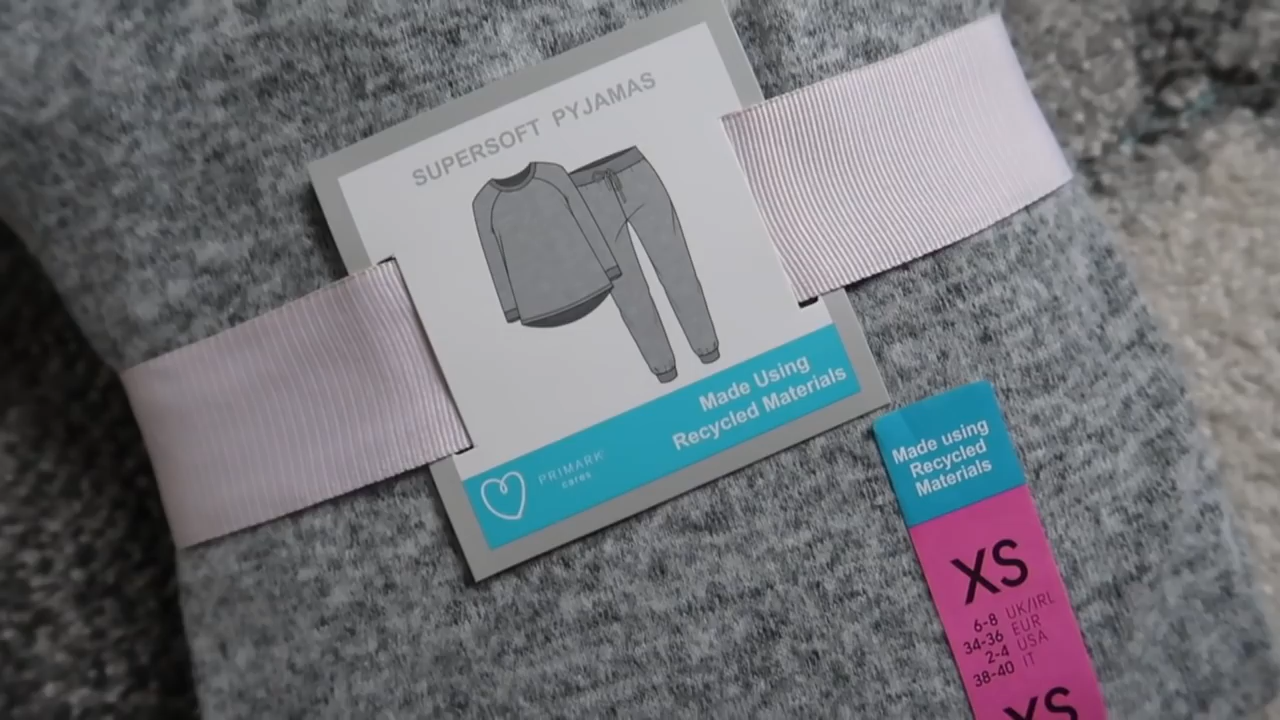 SUPERSOFT PYJAMAS
Made Using
Recycled Materials
PRIMARK
cares
Made using
Recycled
Materials
XS
6-8 UK/IRL
34-36 EUR
2-4 USA
38-40 IT
XS